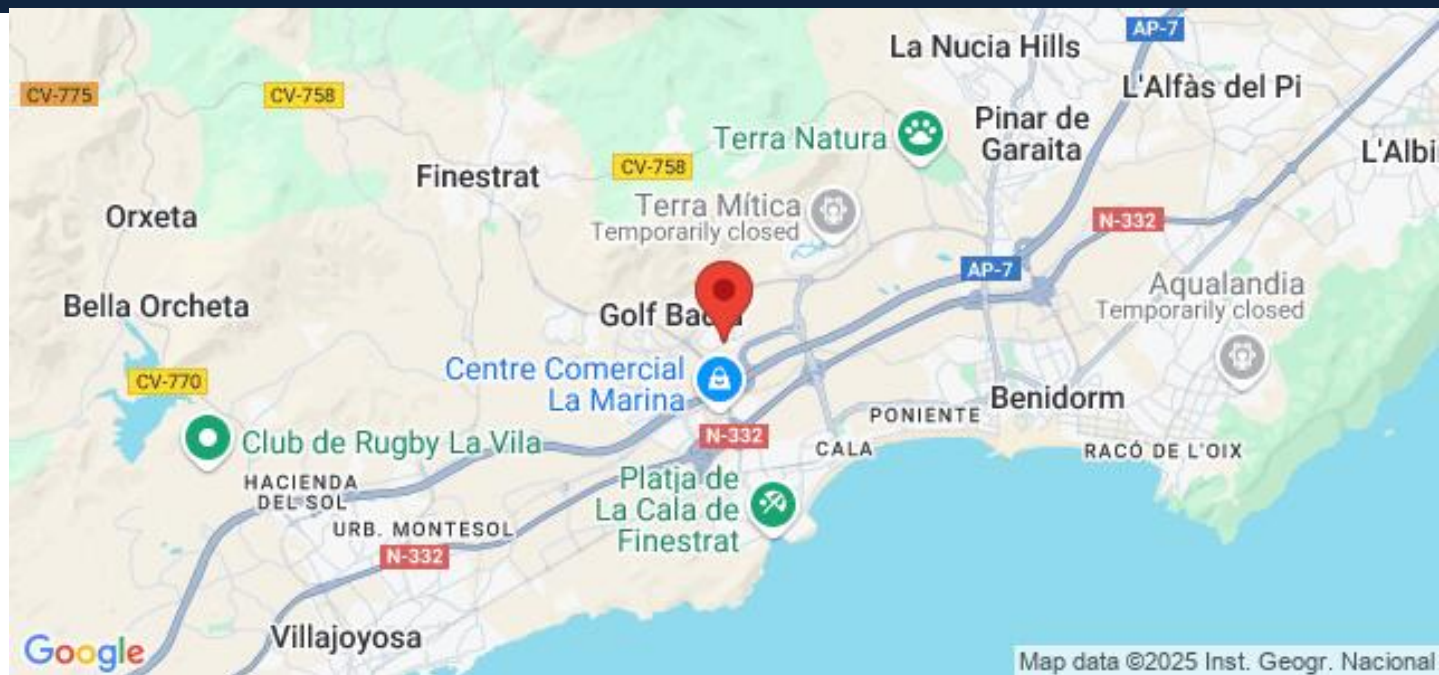 La Nucia Hills
AP-7
CV-775
CV-758
L'Alfàs del Pi
Terra Natura
Pinar de
Garaita
L'Albi
Finestrat
CV-758
Orxeta
Terra Mítica
Temporarily closed
N-332
AP-7
Aqualandia
Temporarily closed
Bella Orcheta
Golf
Centre Comercial
La Marina
CV-770
Benidorm
PONIENTE
N-332
CALA
RACÓ DE L'OIX
Club de Rugby La Vila
HACIENDA
DEL SOL
Platja de
La Cala de
Finestrat
URB. MONTESOL
N-332
Villajoyosa
Google
Map data ©2025 Inst. Geogr. Nacional